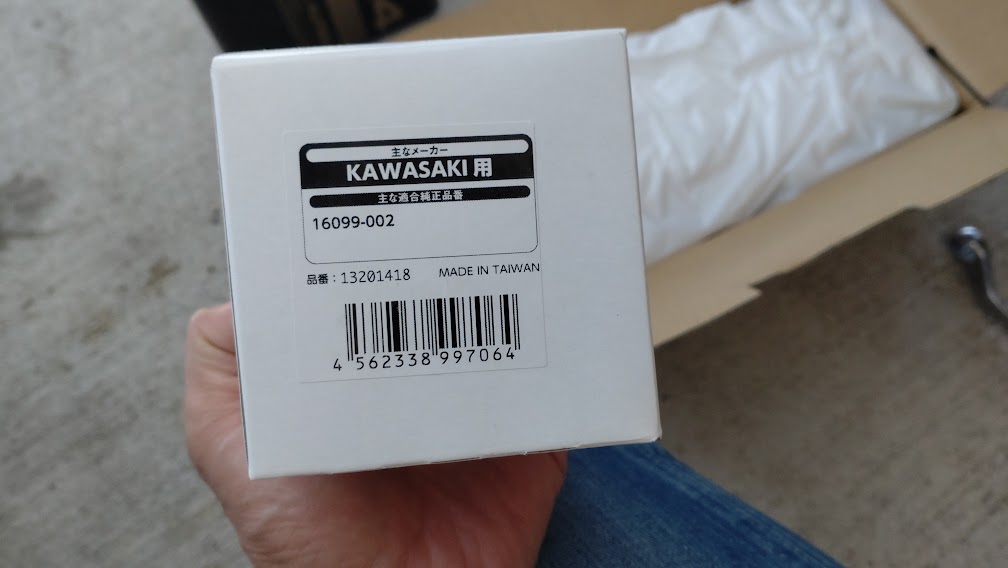 主なメーカー
KAWASAKI 用
主な適合純正品番
16099-002
品番：13201418 MADE IN TAIWAN
4 562338 997064